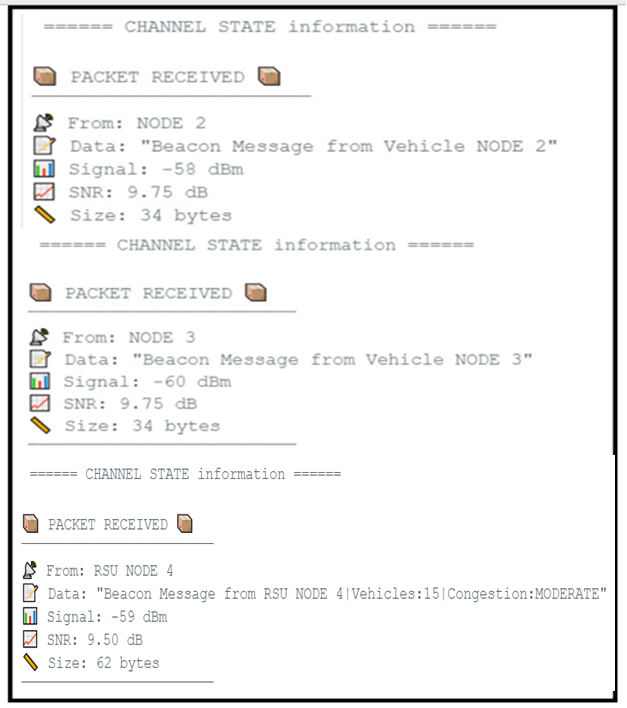 ====== CHANNEL STATE information ======
📦 PACKET RECEIVED 📦
📡 From: NODE 2
📝 Data: "Beacon Message from Vehicle NODE 2"
📊 Signal: -58 dBm
📈 SNR: 9.75 dB
📏 Size: 34 bytes
====== CHANNEL STATE information ======
📦 PACKET RECEIVED 📦
📡 From: NODE 3
📝 Data: "Beacon Message from Vehicle NODE 3"
📊 Signal: -60 dBm
📈 SNR: 9.75 dB
📏 Size: 34 bytes
====== CHANNEL STATE information ======
📦 PACKET RECEIVED 📦
📡 From: RSU NODE 4
📝 Data: "Beacon Message from RSU NODE 4|Vehicles:15|Congestion:MODERATE"
📊 Signal: -59 dBm
📈 SNR: 9.50 dB
📏 Size: 62 bytes